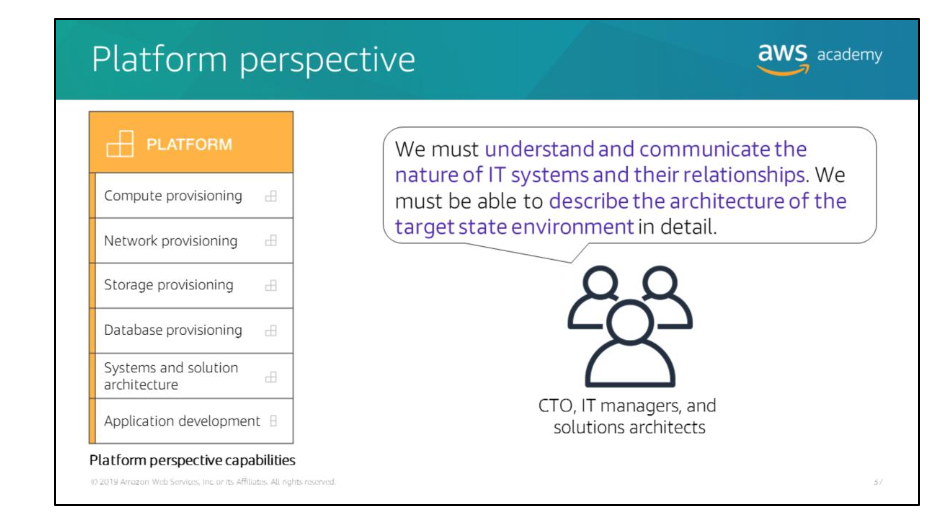 Platform perspective
aws academy
PLATFORM
Compute provisioning
Network provisioning
Storage provisioning
Database provisioning
Systems and solution
architecture
Application development
Platform perspective capabilities
We must understand and communicate the
nature of IT systems and their relationships. We
must be able to describe the architecture of the
target state environment in detail.
CTO, IT managers, and
solutions architects
© 2019 Amazon Web Services, Inc. or its Affiliates. All rights reserved.
37